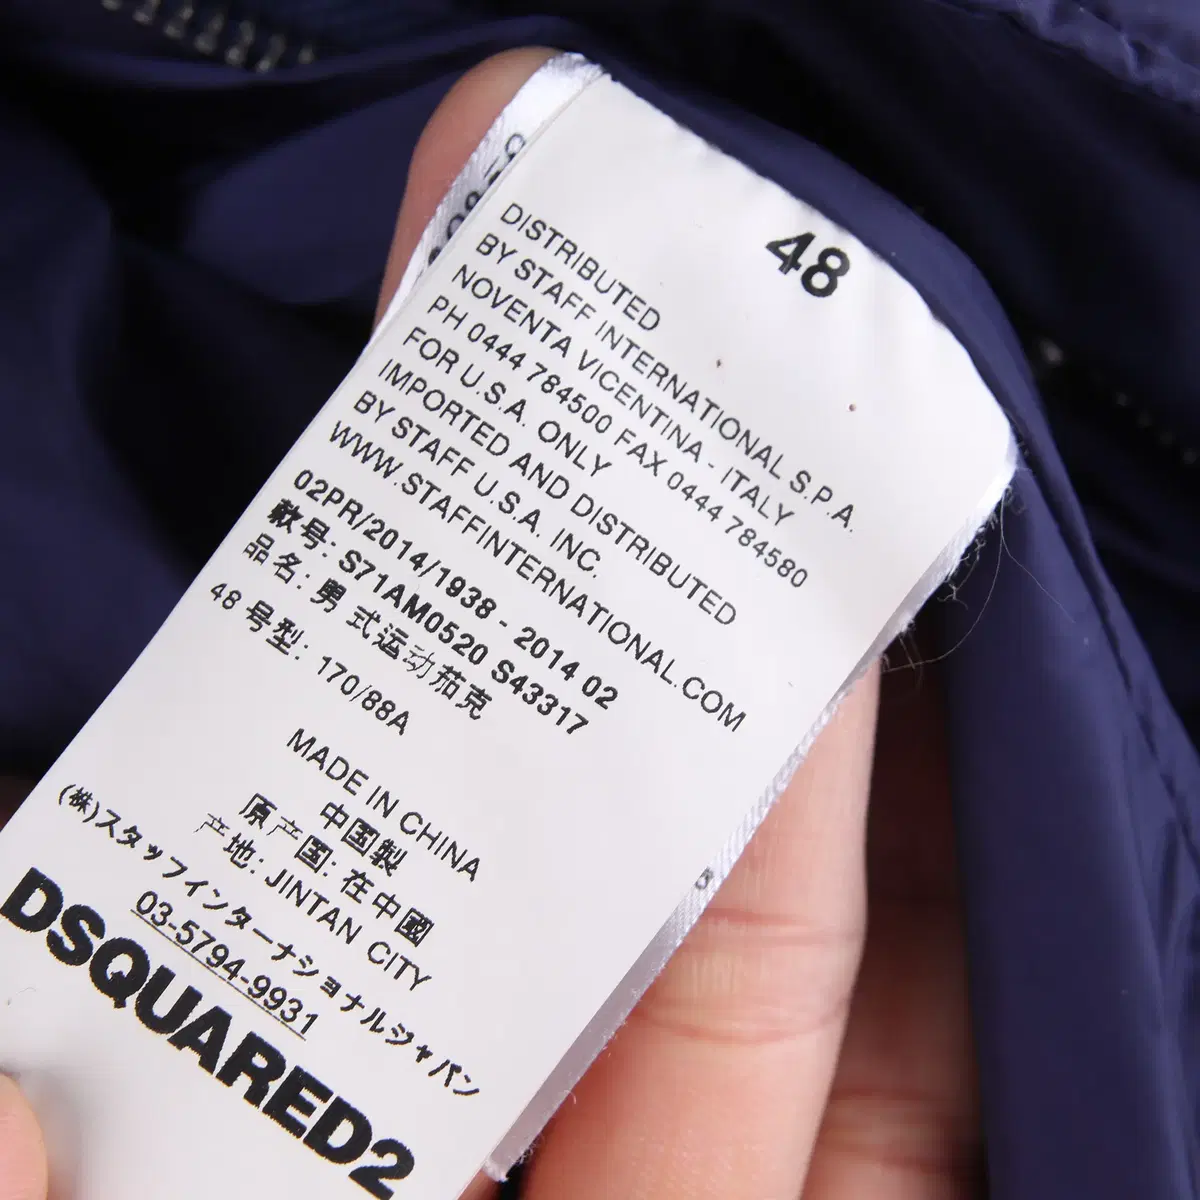 48
DISTRIBUTED
BY STAFF INTERNATIONAL S.P.A.
NOVENTA VICENTINA - ITALY
PH 0444 784500 FAX 0444 784580
FOR U.S.A. ONLY
IMPORTED AND DISTRIBUTED
BY STAFF U.S.A. INC.
WWW.STAFFINTERNATIONAL.COM
02PR/2014/1938 - 2014 02
款号: S71AM0520 S43317
品名: 男式运动茄克
48 号型: 170/88A
MADE IN CHINA
中国製
原产国: 在中國
产地: JINTAN CITY
(株)スタッフインターナショナルジャパン
03-5794-9931
DSQUARED2